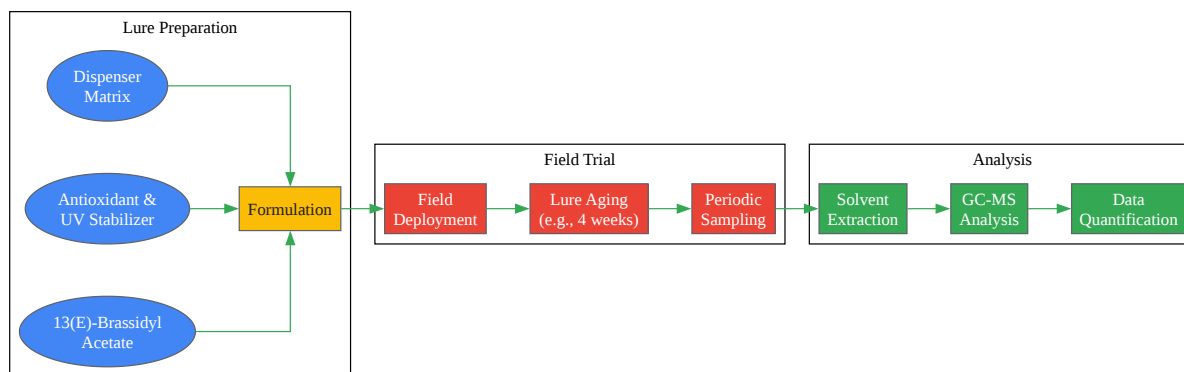 Lure Preparation
Dispenser
Matrix
Antioxidant &
UV Stabilizer
13(E)-Brassidyl
Acetate
Formulation
Field Trial
Field
Deployment
Lure Aging
(e.g., 4 weeks)
Periodic
Sampling
Analysis
Solvent
Extraction
GC-MS
Analysis
Data
Quantification